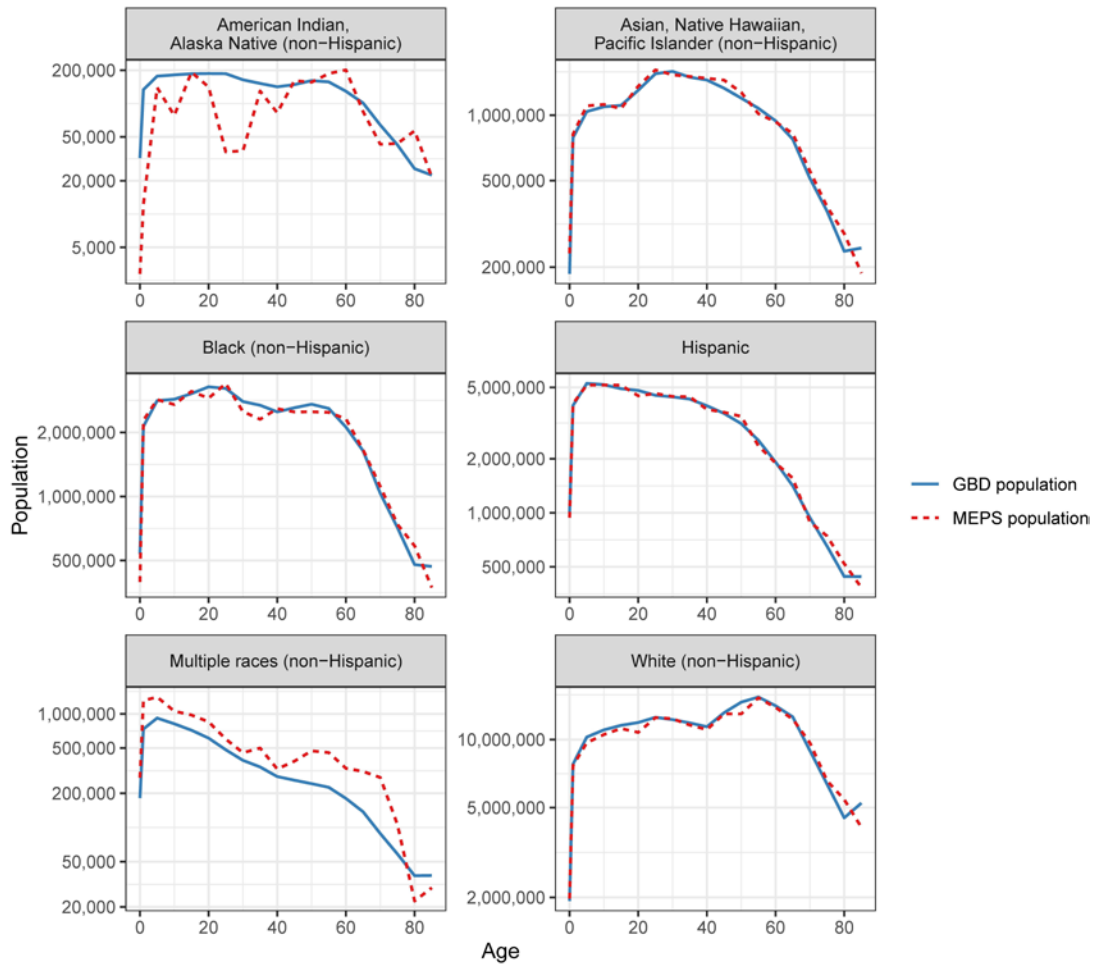 American Indian,
Alaska Native (non−Hispanic)
200,000
50,000
20,000
5,000
0 20 40 60 80
Asian, Native Hawaiian,
Pacific Islander (non−Hispanic)
1,000,000
500,000
200,000
0 20 40 60 80
Black (non−Hispanic)
2,000,000
1,000,000
500,000
0 20 40 60 80
Hispanic
5,000,000
2,000,000
1,000,000
500,000
0 20 40 60 80
Multiple races (non−Hispanic)
1,000,000
500,000
200,000
50,000
20,000
0 20 40 60 80
White (non−Hispanic)
10,000,000
5,000,000
2,000,000
0 20 40 60 80
Population
Age
GBD population
MEPS population